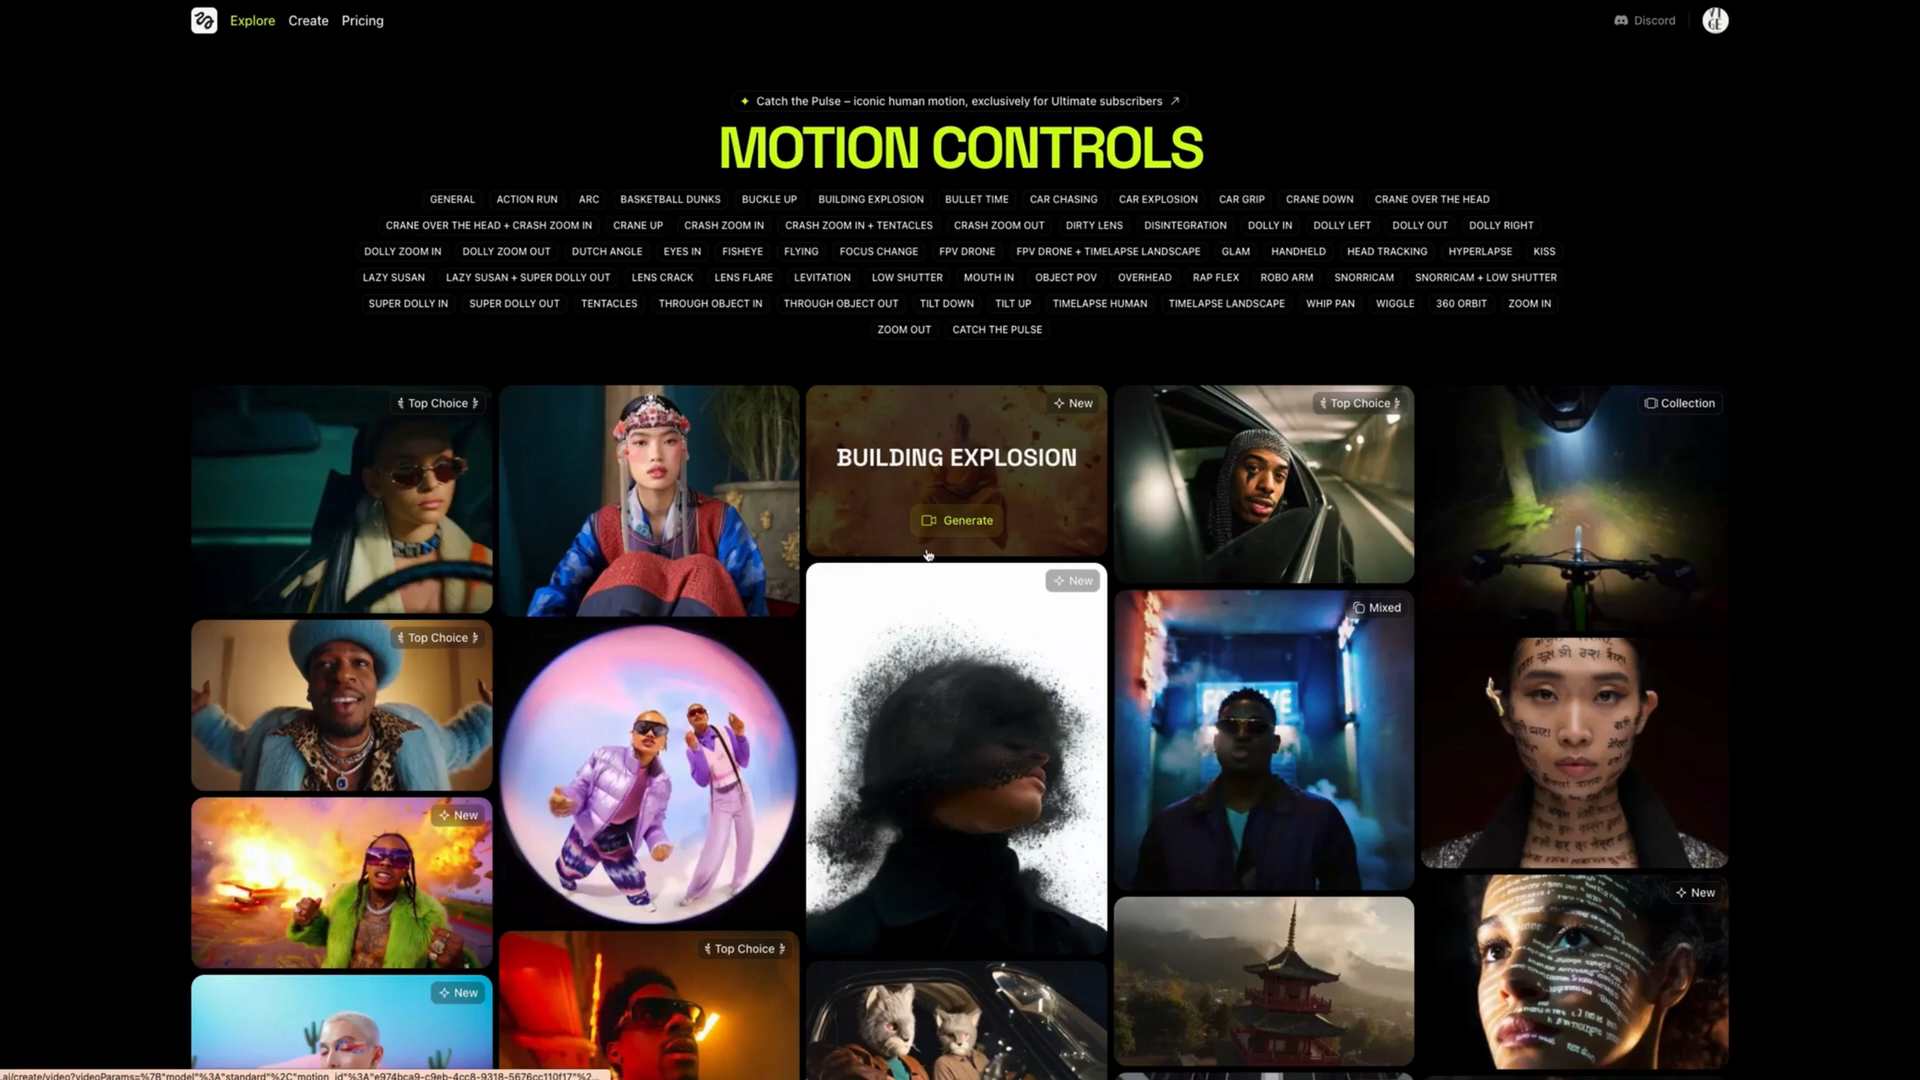 Explore Create Pricing
Discord
Catch the Pulse – iconic human motion, exclusively for Ultimate subscribers
MOTION CONTROLS
GENERAL ACTION RUN ARC BASKETBALL DUNKS BUCKLE UP BUILDING EXPLOSION BULLET TIME CAR CHASING CAR EXPLOSION CAR GRIP CRANE DOWN CRANE OVER THE HEAD
CRANE OVER THE HEAD + CRASH ZOOM IN CRANE UP CRASH ZOOM IN CRASH ZOOM IN + TENTACLES CRASH ZOOM OUT DIRTY LENS DISINTEGRATION DOLLY IN DOLLY LEFT DOLLY OUT DOLLY RIGHT
DOLLY ZOOM IN DOLLY ZOOM OUT DUTCH ANGLE EYES IN FISHEYE FLYING FOCUS CHANGE FPV DRONE FPV DRONE + TIMELAPSE LANDSCAPE GLAM HANDHELD HEAD TRACKING HYPERLAPSE KISS
LAZY SUSAN LAZY SUSAN + SUPER DOLLY OUT LENS CRACK LENS FLARE LEVITATION LOW SHUTTER MOUTH IN OBJECT POV OVERHEAD RAP FLEX ROBO ARM SNORRICAM SNORRICAM + LOW SHUTTER
SUPER DOLLY IN SUPER DOLLY OUT TENTACLES THROUGH OBJECT IN THROUGH OBJECT OUT TILT DOWN TILT UP TIMELAPSE HUMAN TIMELAPSE LANDSCAPE WHIP PAN WIGGLE 360 ORBIT ZOOM IN
ZOOM OUT CATCH THE PULSE
Top Choice
New
BUILDING EXPLOSION
Generate
Top Choice
Collection
New
Mixed
Top Choice
New
New
Top Choice
New